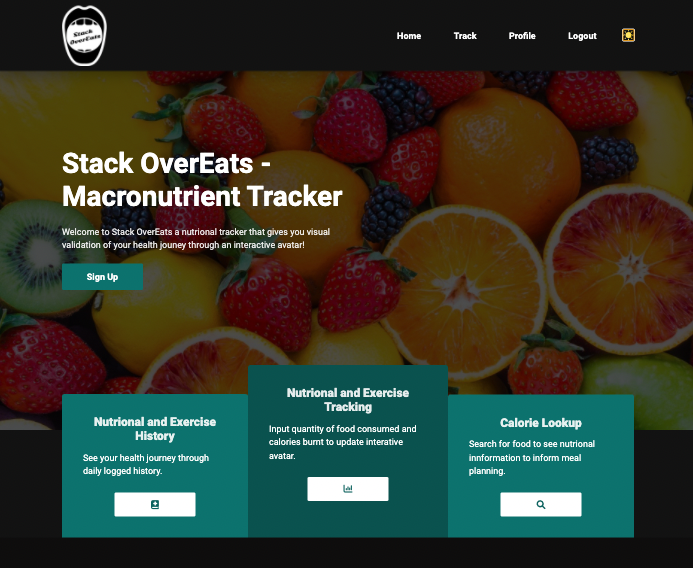 Stack
OverEats
Home Track Profile Logout
Stack OverEats -
Macronutrient Tracker
Welcome to Stack OverEats a nutrional tracker that gives you visual
validation of your health jouney through an interactive avatar!
Sign Up
Nutrional and Exercise
History
See your health journey through
daily logged history.
Nutrional and Exercise
Tracking
Input quantity of food consumed and
calories burnt to update interative
avatar.
Calorie Lookup
Search for food to see nutrional
innformation to inform meal
planning.